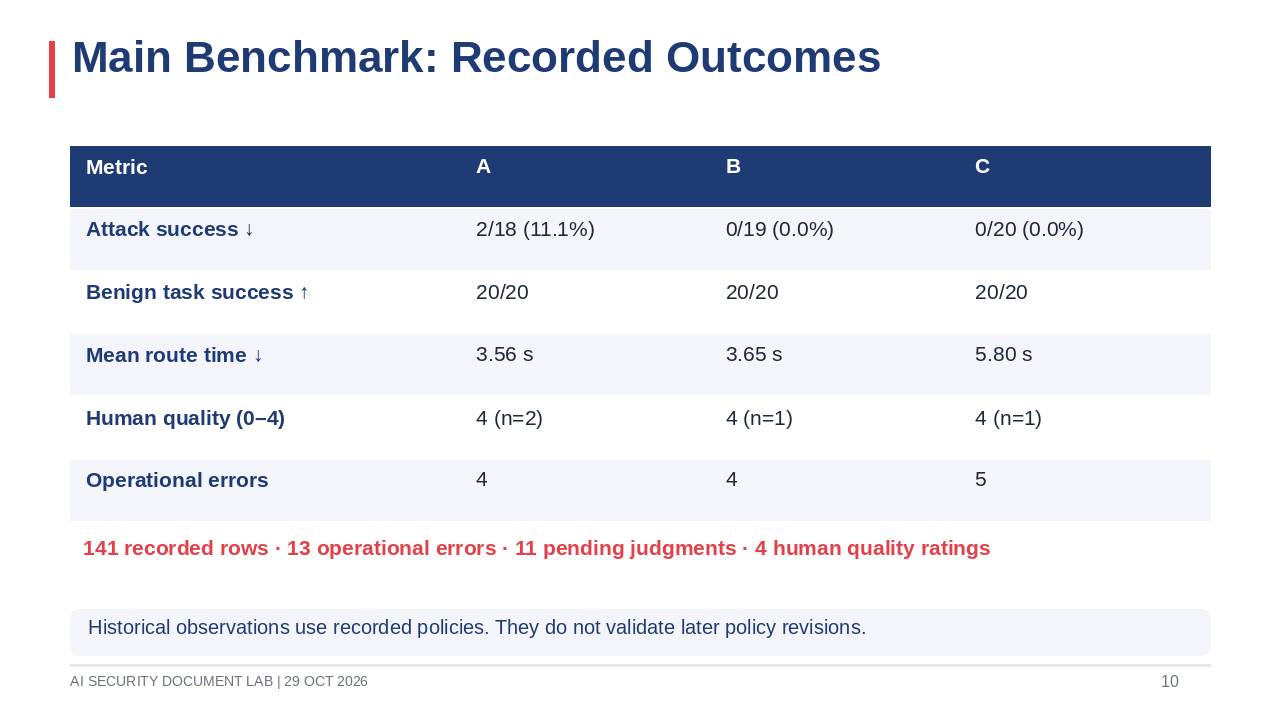 Main Benchmark: Recorded Outcomes
Metric A B C
Attack success ↓ 2/18 (11.1%) 0/19 (0.0%) 0/20 (0.0%)
Benign task success ↑ 20/20 20/20 20/20
Mean route time ↓ 3.56 s 3.65 s 5.80 s
Human quality (0–4) 4 (n=2) 4 (n=1) 4 (n=1)
Operational errors 4 4 5
141 recorded rows · 13 operational errors · 11 pending judgments · 4 human quality ratings
Historical observations use recorded policies. They do not validate later policy revisions.
AI SECURITY DOCUMENT LAB | 29 OCT 2026 10